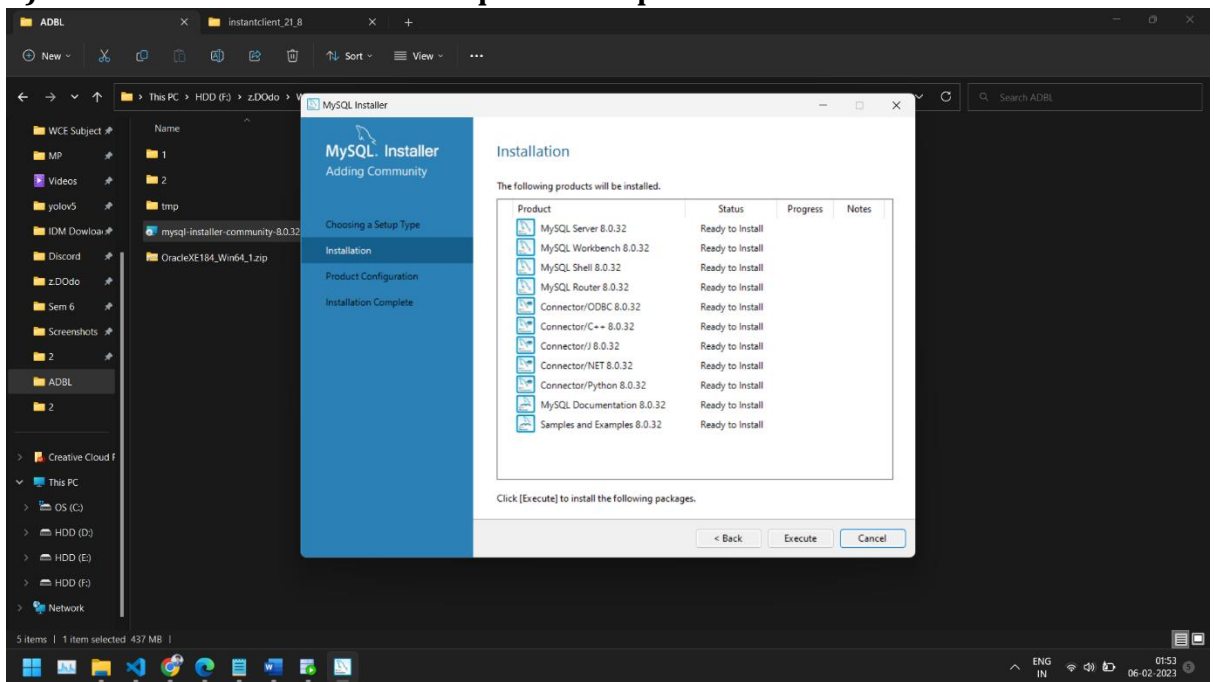 ADBL
instantclient_21_8
New
Sort
View
This PC > HDD (F:) > z.DOdo >
Search ADBL
WCE Subject
MP
Videos
yolov5
IDM Dowloa
Discord
z.DOdo
Sem 6
Screenshots
2
ADBL
2
Creative Cloud F
This PC
OS (C:)
HDD (D:)
HDD (E:)
HDD (F:)
Network
Name
1
2
tmp
mysql-installer-community-8.0.32
OracleXE184_Win64_1.zip
MySQL Installer
MySQL. Installer
Adding Community
Choosing a Setup Type
Installation
Product Configuration
Installation Complete
Installation
The following products will be installed.
Product Status Progress Notes
MySQL Server 8.0.32 Ready to Install
MySQL Workbench 8.0.32 Ready to Install
MySQL Shell 8.0.32 Ready to Install
MySQL Router 8.0.32 Ready to Install
Connector/ODBC 8.0.32 Ready to Install
Connector/C++ 8.0.32 Ready to Install
Connector/J 8.0.32 Ready to Install
Connector/NET 8.0.32 Ready to Install
Connector/Python 8.0.32 Ready to Install
MySQL Documentation 8.0.32 Ready to Install
Samples and Examples 8.0.32 Ready to Install
Click [Execute] to install the following packages.
< Back Execute Cancel
5 items | 1 item selected 437 MB |
ENG
IN
01:53
06-02-2023
5